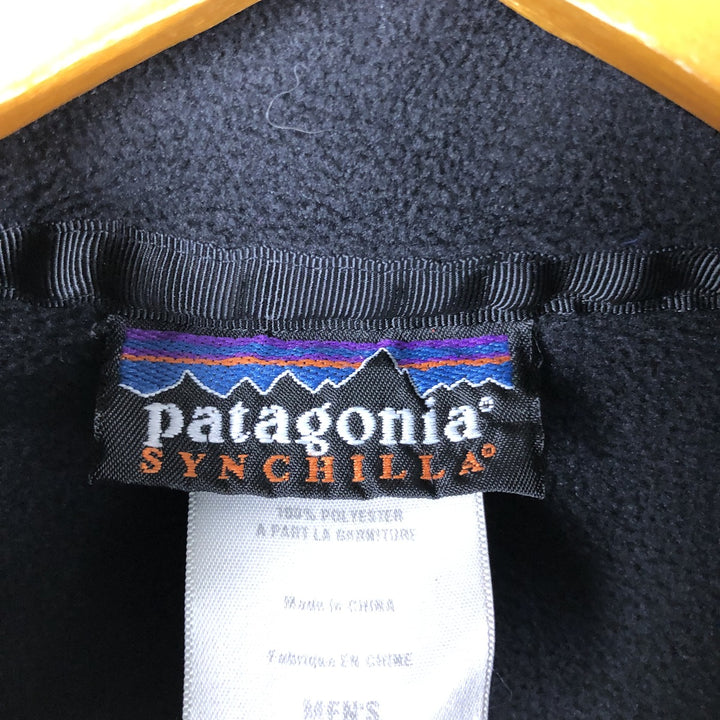 patagonia®
SYNCHILLA®
100% POLYESTER
A PART LA GARNITURE
Made in CHINA
Fabriqué EN CHINE
MEN'S